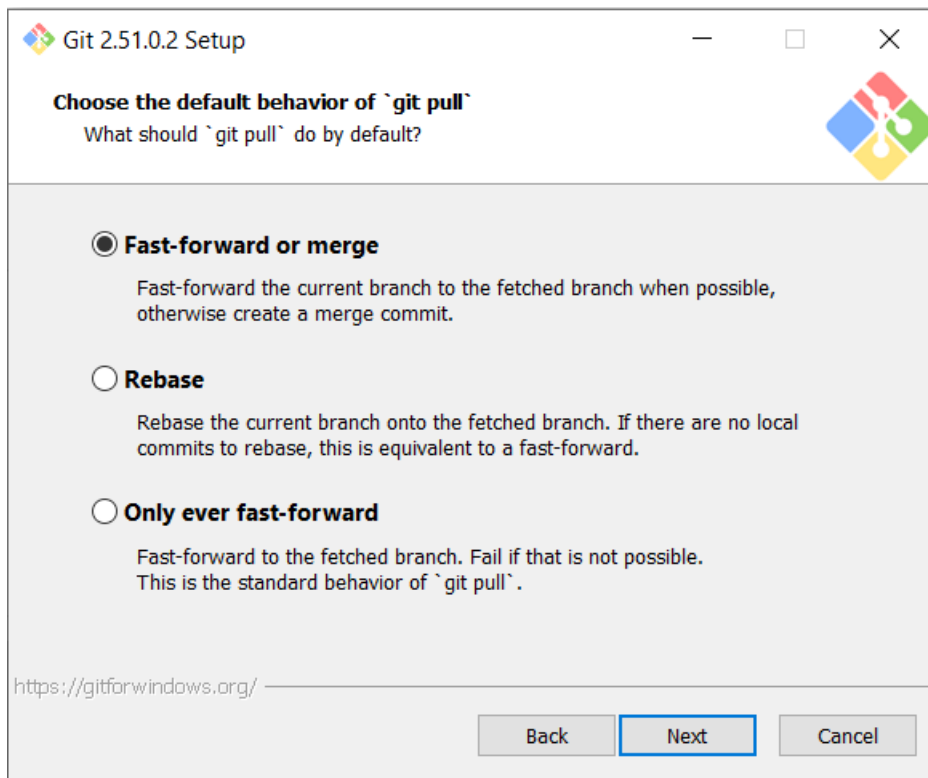 Git 2.51.0.2 Setup
Choose the default behavior of `git pull`
What should `git pull` do by default?
Fast-forward or merge
Fast-forward the current branch to the fetched branch when possible,
otherwise create a merge commit.
Rebase
Rebase the current branch onto the fetched branch. If there are no local
commits to rebase, this is equivalent to a fast-forward.
Only ever fast-forward
Fast-forward to the fetched branch. Fail if that is not possible.
This is the standard behavior of `git pull`.
https://gitforwindows.org/
Back Next Cancel